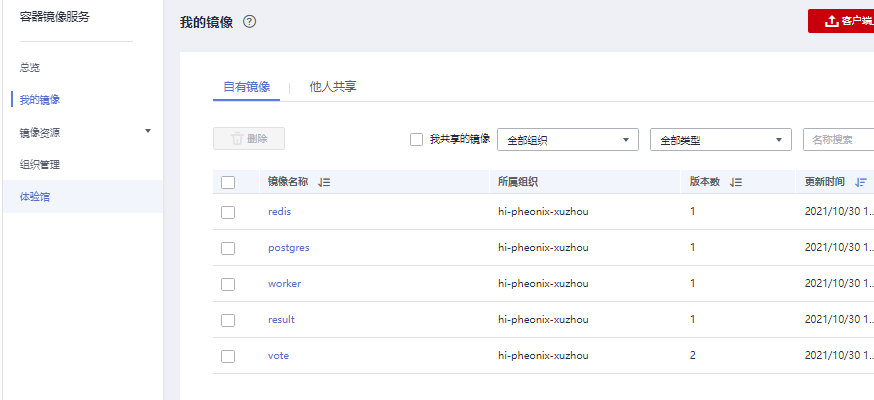 容器镜像服务
总览
我的镜像
镜像资源
组织管理
体验馆
我的镜像 ?
客户端
自有镜像 他人共享
删除 我共享的镜像 全部组织 全部类型 名称搜索
镜像名称 所属组织 版本数 更新时间
redis hi-pheonix-xuzhou 1 2021/10/30 1...
postgres hi-pheonix-xuzhou 1 2021/10/30 1...
worker hi-pheonix-xuzhou 1 2021/10/30 1...
result hi-pheonix-xuzhou 1 2021/10/30 1...
vote hi-pheonix-xuzhou 2 2021/10/30 1...